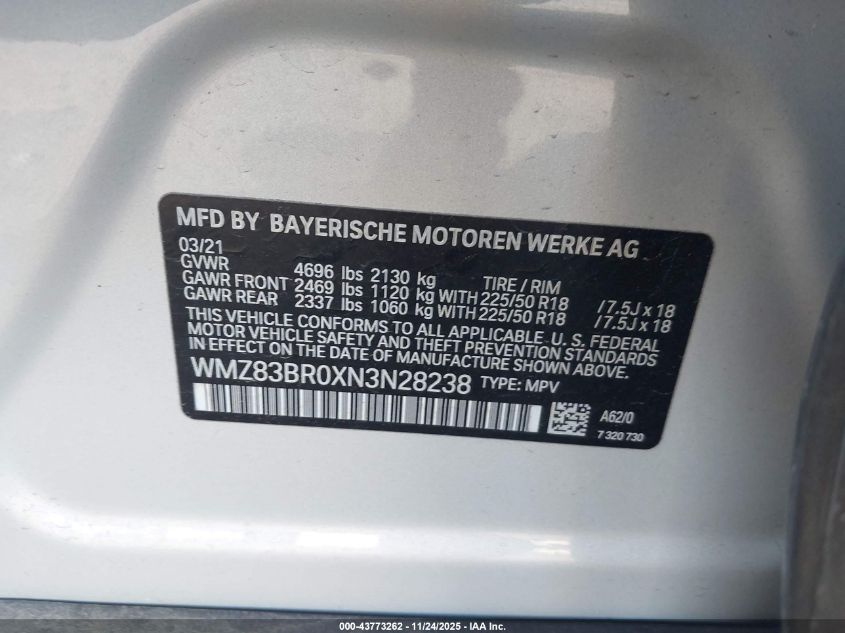 MFD BY BAYERISCHE MOTOREN WERKE AG
03/21
GVWR 4696 lbs 2130 kg TIRE / RIM
GAWR FRONT 2469 lbs 1120 kg WITH 225/50 R18 /7.5J x 18
GAWR REAR 2337 lbs 1060 kg WITH 225/50 R18 /7.5J x 18
THIS VEHICLE CONFORMS TO ALL APPLICABLE U. S. FEDERAL
MOTOR VEHICLE SAFETY AND THEFT PREVENTION STANDARDS
IN EFFECT ON THE DATE OF MANUFACTURE SHOWN ABOVE.
WMZ83BR0XN3N28238 TYPE: MPV
A62/0
7 320 730
000-43773262 - 11/24/2025 - IAA Inc.